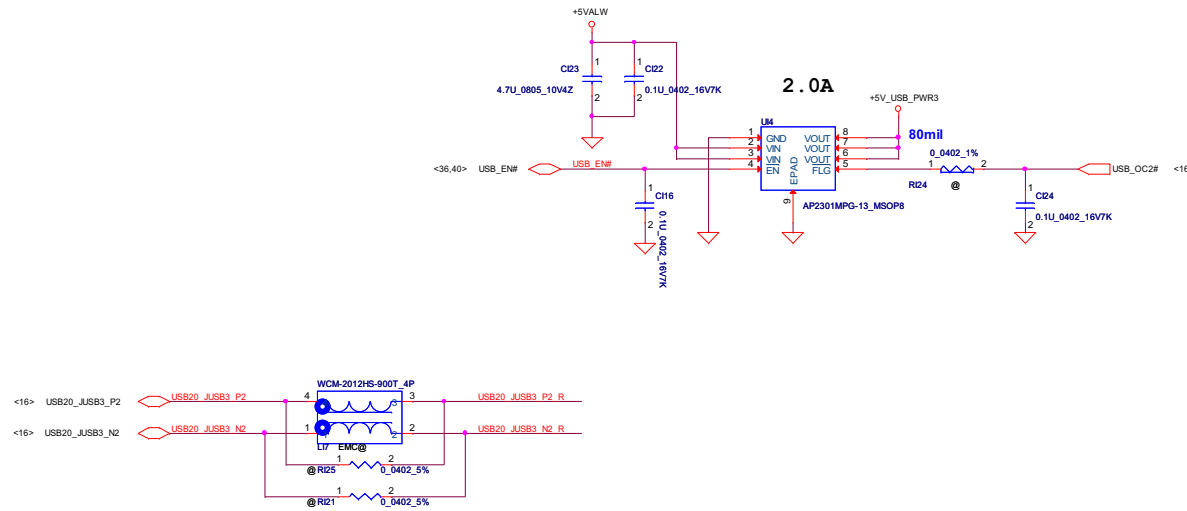 +5VALW
1
CI23
4.7U_0805_10V4Z
2
1
CI22
0.1U_0402_16V7K
2
2.0A
+5V_USB_PWR3
80mil
UI4
1
GND
VOUT
8
2
VIN
VOUT
7
3
VIN
VOUT
6
4
EN
FLG
5
EPAD
9
AP2301MPG-13_MSOP8
<36,40>
USB_EN#
USB_EN#
1
CI16
2
0.1U_0402_16V7K
0_0402_1%
1
2
RI24
@
USB_OC2#
<16
1
CI24
2
0.1U_0402_16V7K
WCM-2012HS-900T_4P
<16>
USB20_JUSB3_P2
USB20_JUSB3_P2
4
3
3
USB20_JUSB3_P2_R
<16>
USB20_JUSB3_N2
USB20_JUSB3_N2
1
2
2
USB20_JUSB3_N2_R
LI7
EMC@
1
2
@RI25
0_0402_5%
1
2
@RI21
0_0402_5%